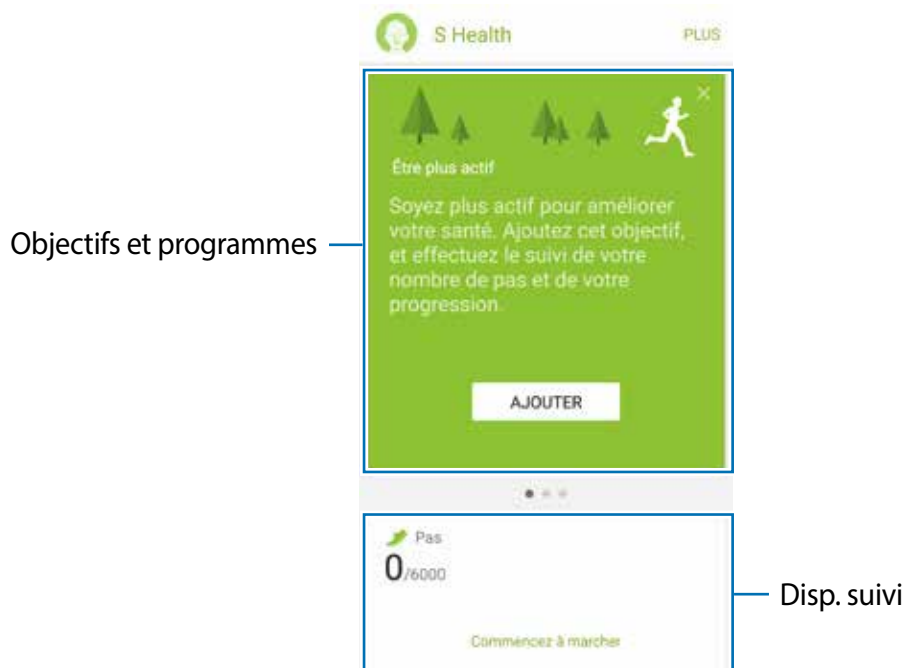 S Health
PLUS
Être plus actif
Soyez plus actif pour améliorer
votre santé. Ajoutez cet objectif,
et effectuez le suivi de votre
nombre de pas et de votre
progression.
Objectifs et programmes
AJOUTER
Pas
0/6000
Disp. suivi
Commencez à marcher